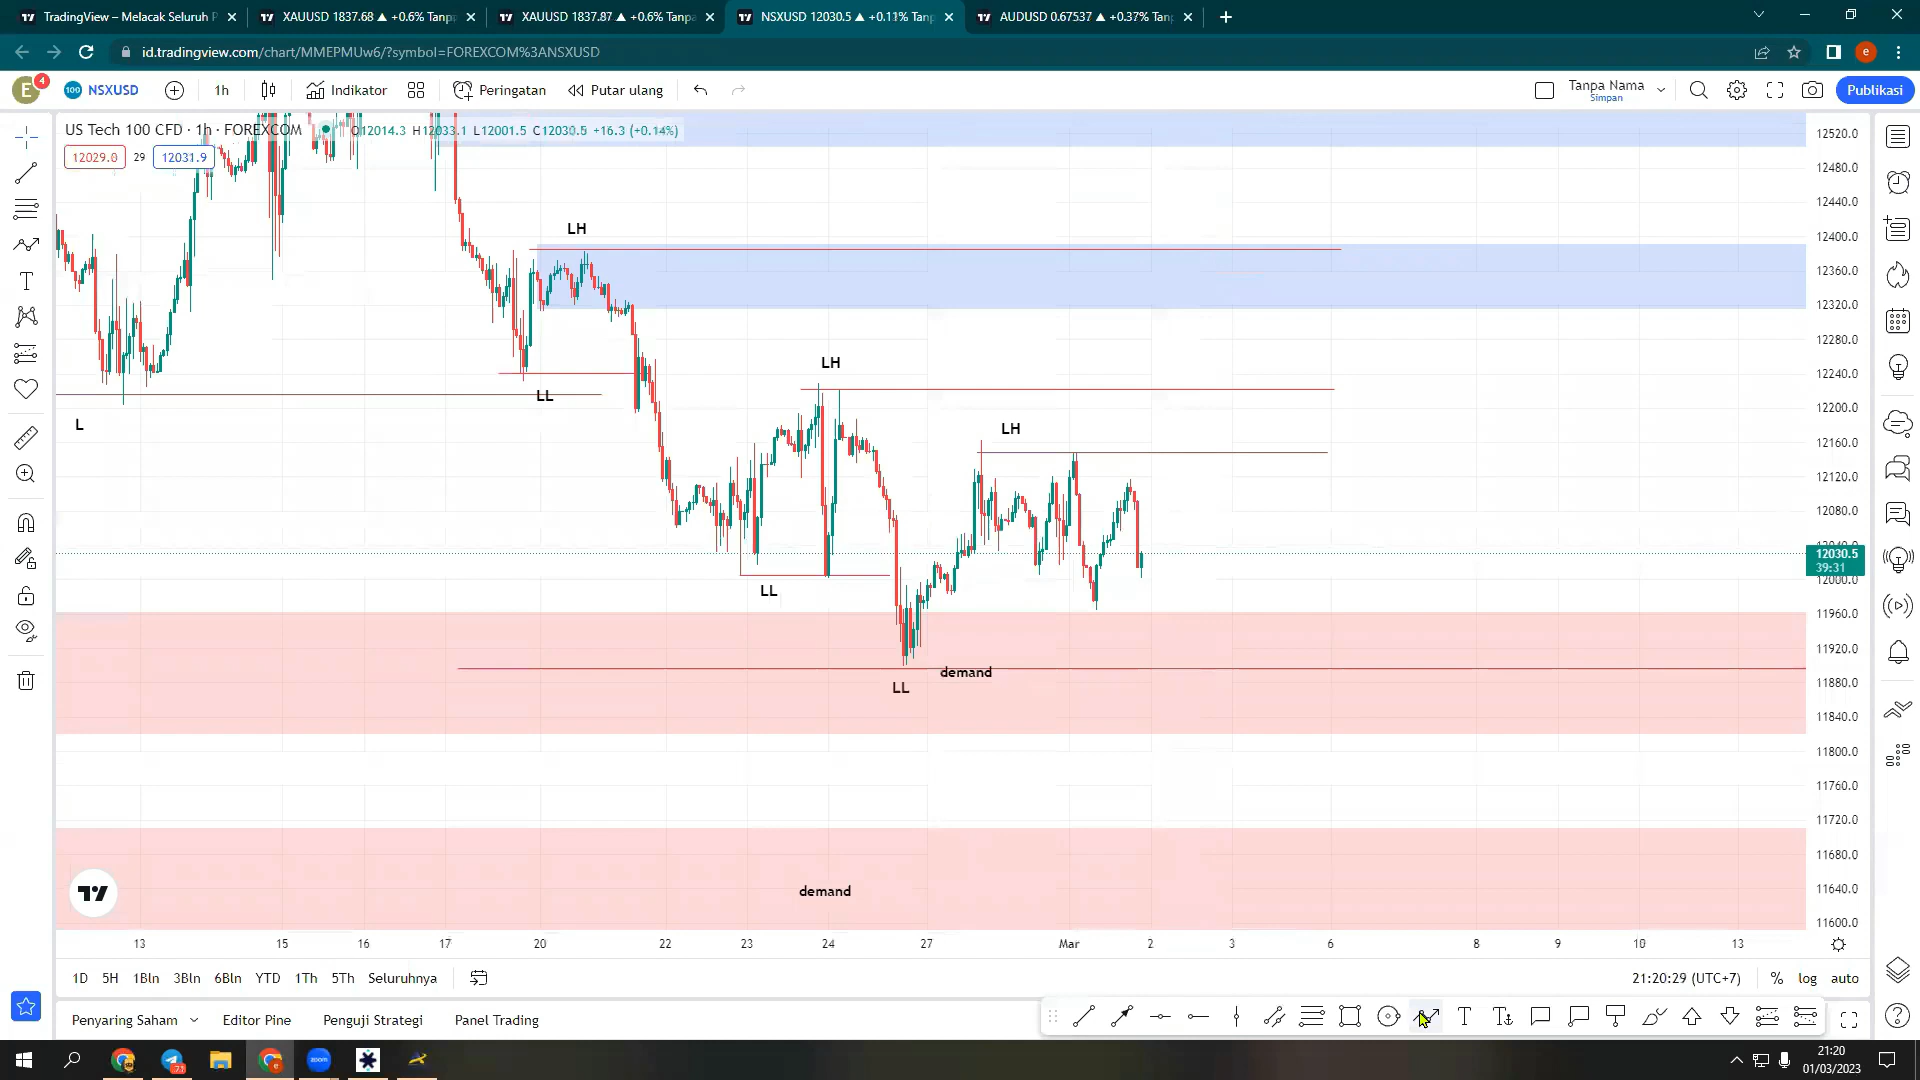 TradingView – Melacak Seluruh P
XAUUSD 1837.68 ▲ +0.6% Tanp
XAUUSD 1837.87 ▲ +0.6% Tanpa
NSXUSD 12030.5 ▲ +0.11% Tanp
AUDUSD 0.67537 ▲ +0.37% Tan
id.tradingview.com/chart/MMEPMUw6/?symbol=FOREXCOM%3ANSXUSD
e
E
4
100
NSXUSD
1h
Indikator
Peringatan
Putar ulang
Tanpa Nama
Simpan
Publikasi
US Tech 100 CFD · 1h · FOREXCOM
O12014.3 H12033.1 L12001.5 C12030.5 +16.3 (+0.14%)
12029.0
29
12031.9
12520.0
12480.0
12440.0
12400.0
12360.0
12320.0
12280.0
12240.0
12200.0
12160.0
12120.0
12080.0
12040.0
12030.5
39:31
12000.0
11960.0
11920.0
11880.0
11840.0
11800.0
11760.0
11720.0
11680.0
11640.0
11600.0
LH
LL
L
LH
LH
LL
demand
LL
demand
13
15
16
17
20
22
23
24
27
Mar
2
3
6
8
9
10
13
1D
5H
1Bln
3Bln
6Bln
YTD
1Th
5Th
Seluruhnya
21:20:29 (UTC+7)
%
log
auto
Penyaring Saham
Editor Pine
Penguji Strategi
Panel Trading
zoom
21:20
01/03/2023